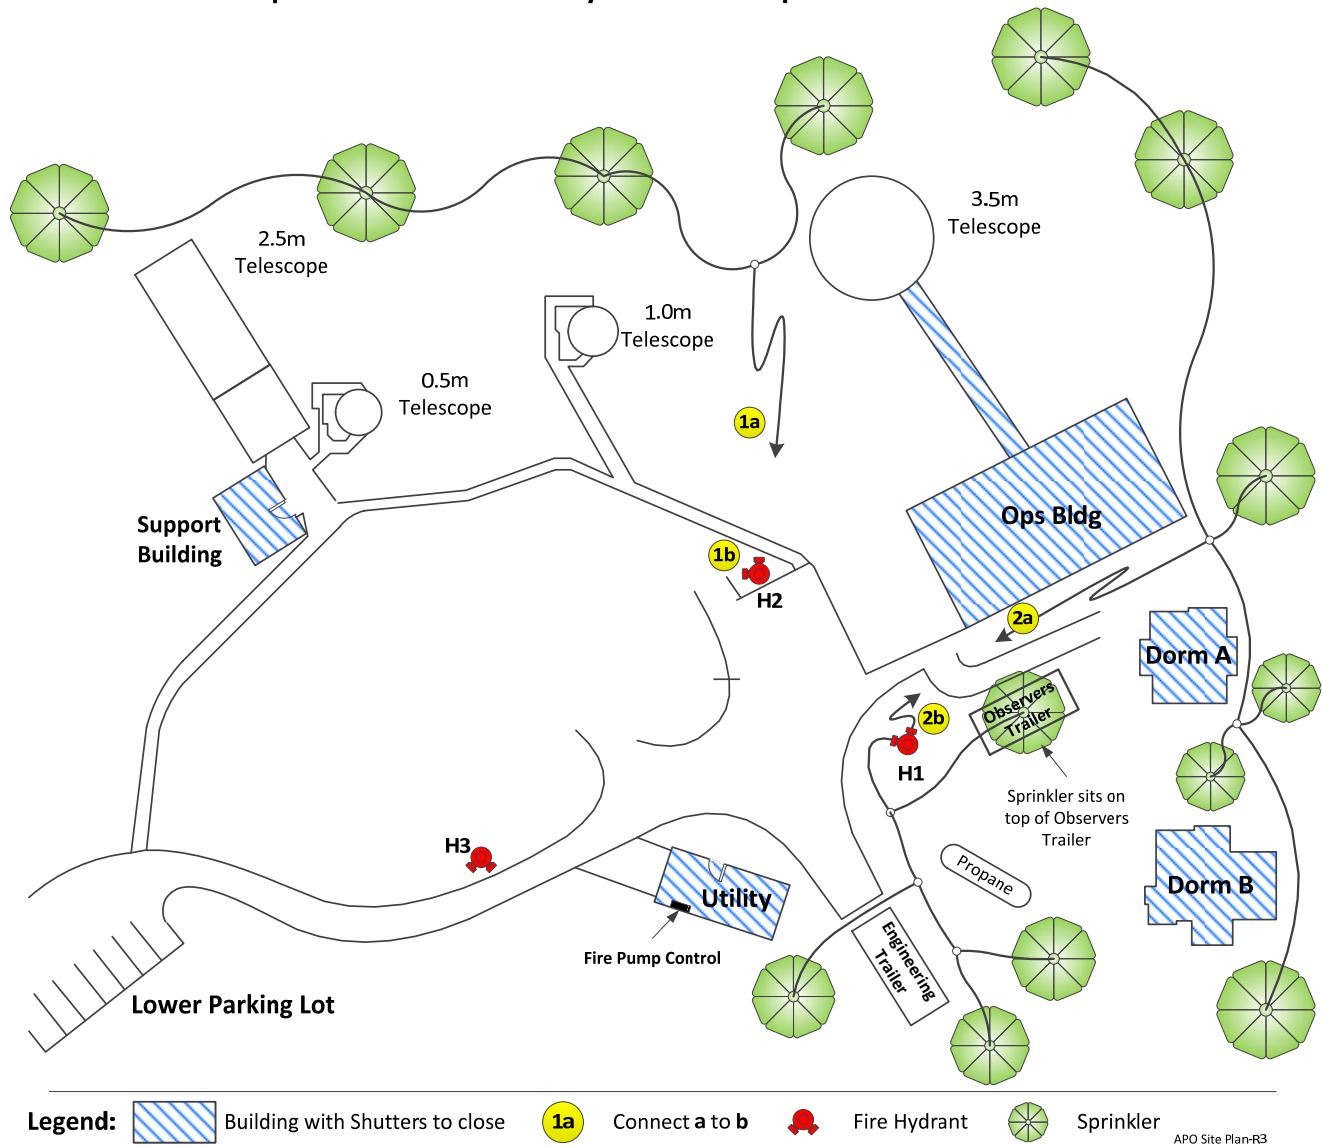 3.5m
Telescope
2.5m
Telescope
1.0m
Telescope
0.5m
Telescope
1a
Support
Building
Ops Bldg
1b
H2
2a
Dorm A
Observers
Trailer
2b
H1
Sprinkler sits on
top of Observers
Trailer
H3
Propane
Utility
Dorm B
Fire Pump Control
Engineering
Trailer
Lower Parking Lot
Legend:
Building with Shutters to close
1a
Connect a to b
Fire Hydrant
Sprinkler
APO Site Plan-R3